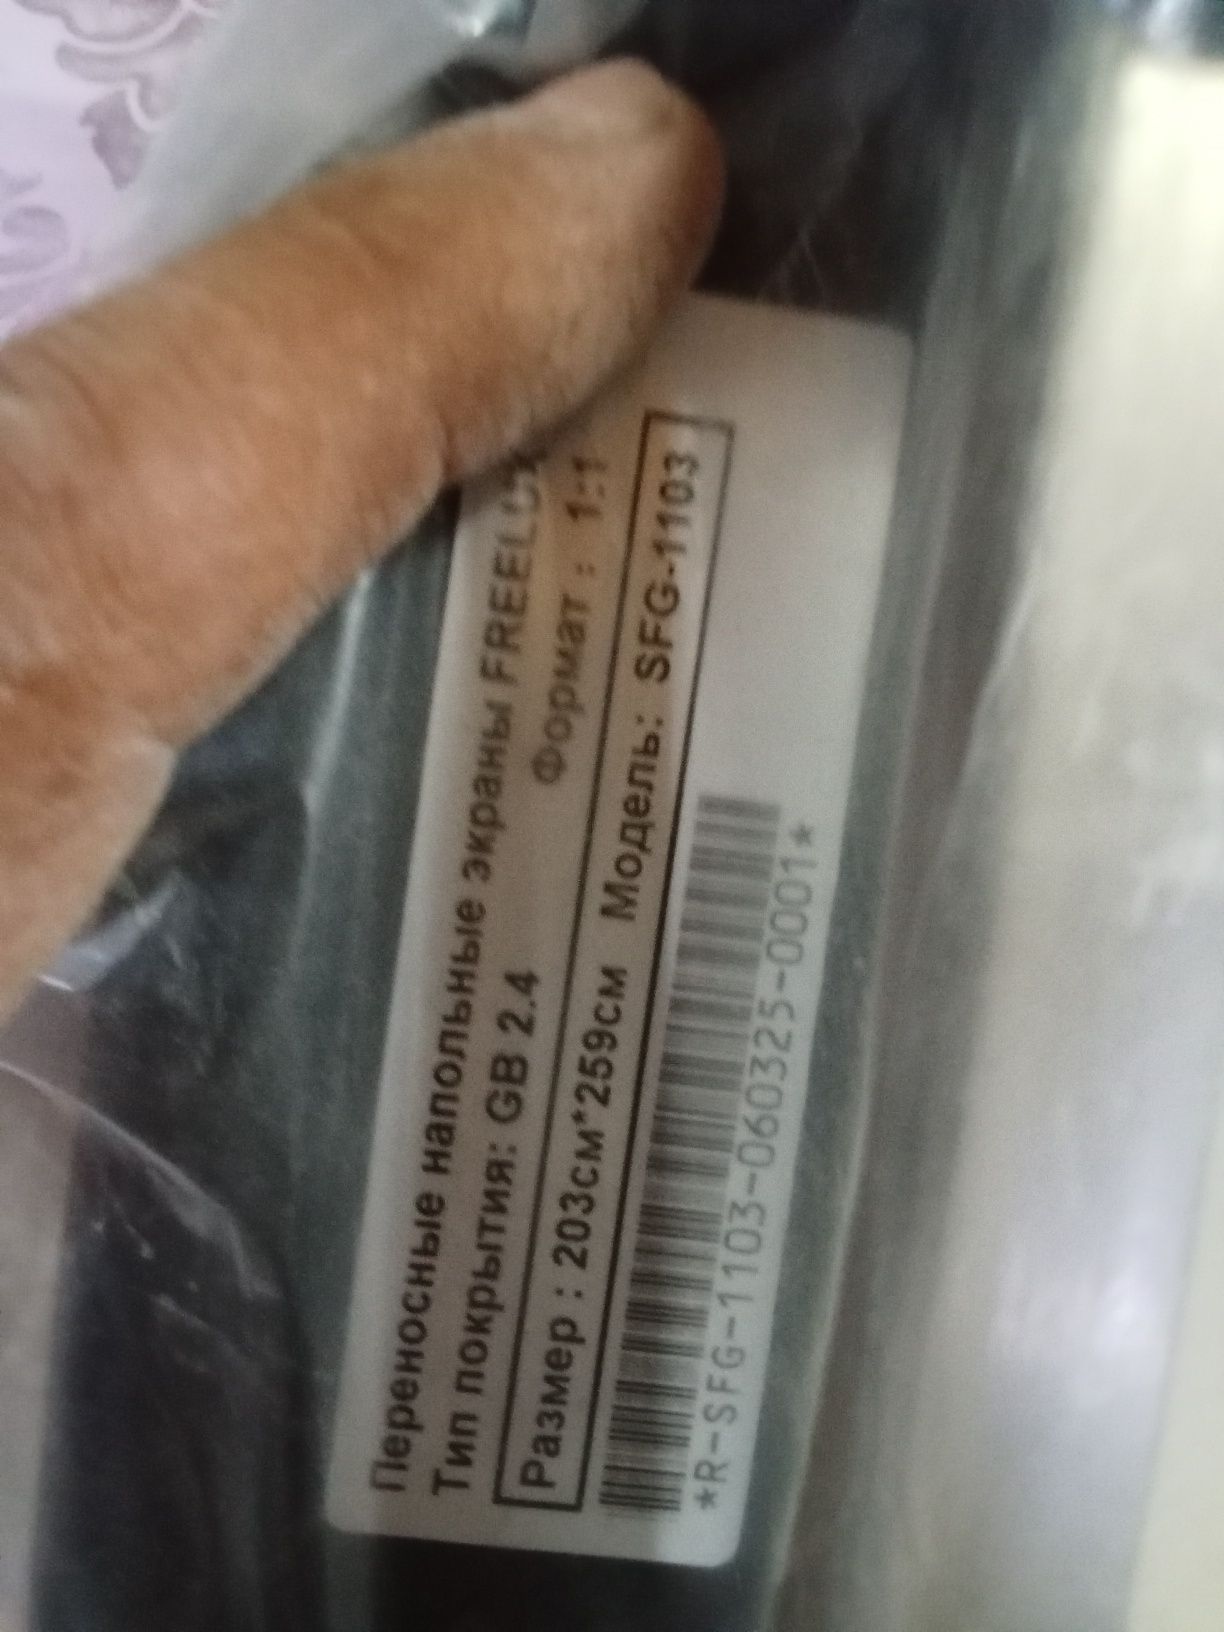 Переносные напольные экраны
Тип покрытия: GB 2.4 Формат : 1:1
Размер : 203см*259см Модель: SFG-1103
*R-SFG-1103-060325-0001*